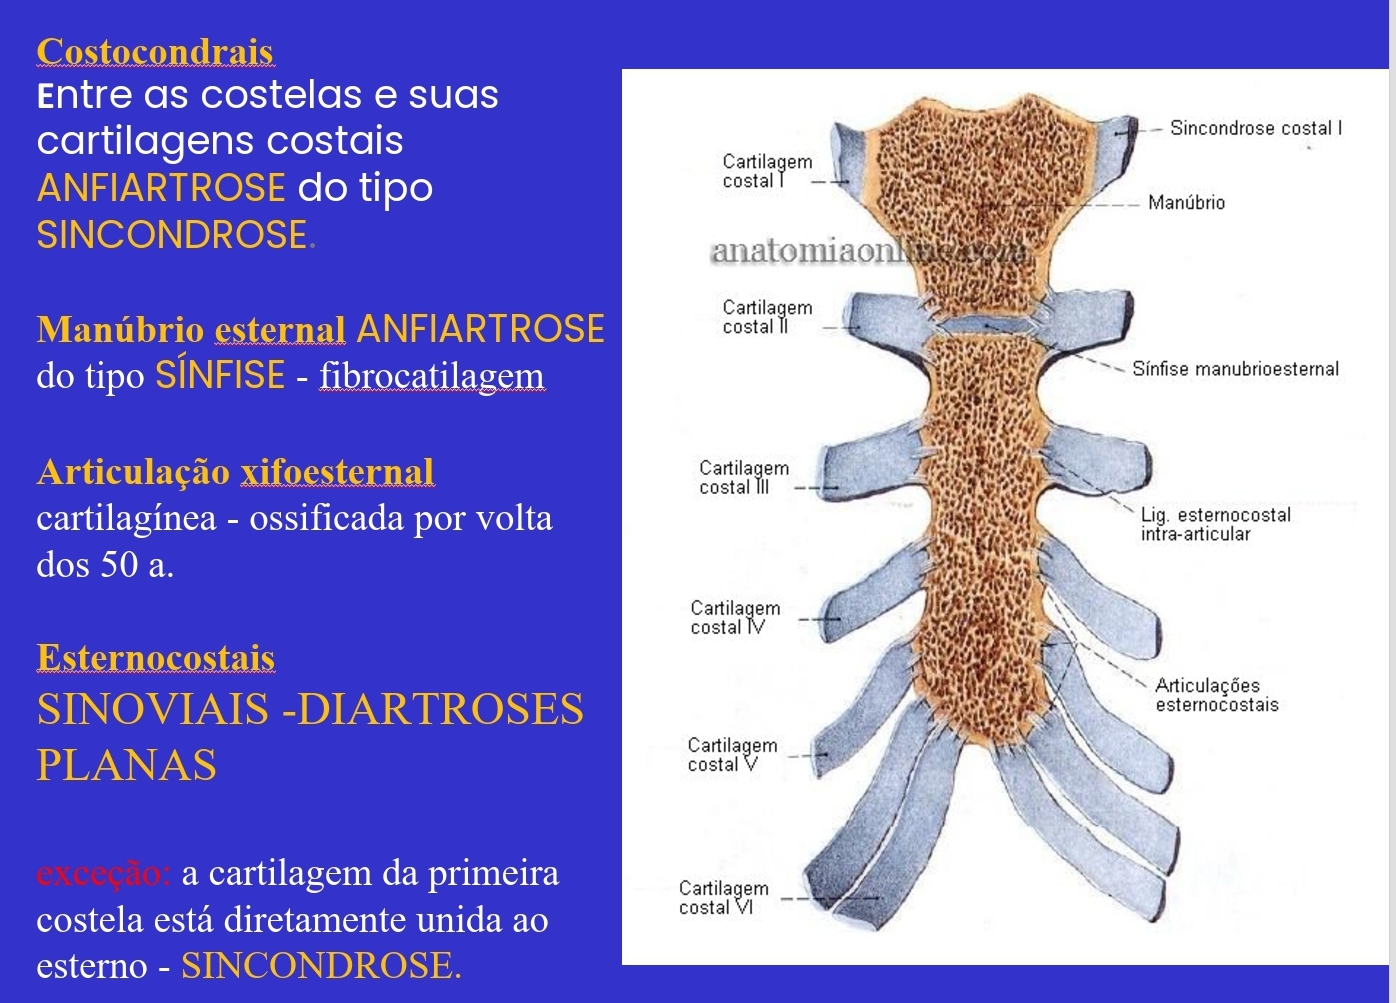 Costocondrais
Entre as costelas e suas
cartilagens costais
ANFIARTROSE do tipo
SINCONDROSE.
Manúbrio esternal ANFIARTROSE
do tipo SÍNFISE - fibrocatilagem
Articulação xifoesternal
cartilagínea - ossificada por volta
dos 50 a.
Esternocostais
SINOVIAIS -DIARTROSES
PLANAS
exceção: a cartilagem da primeira
costela está diretamente unida ao
esterno - SINCONDROSE.
Sincondrose costal I
Cartilagem
costal I
Manúbrio
anatomiaonline.com
Cartilagem
costal II
Sínfise manubrioesternal
Cartilagem
costal III
Lig. esternocostal
intra-articular
Cartilagem
costal IV
Articulações
esternocostais
Cartilagem
costal V
Cartilagem
costal VI